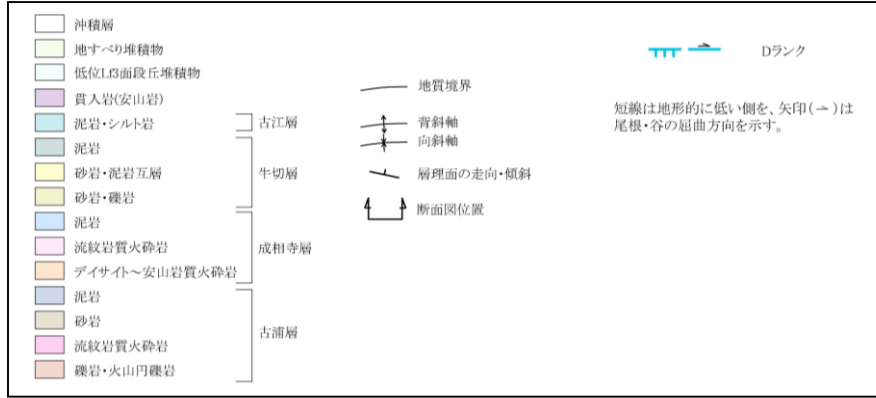 沖積層
地すべり堆積物
低位Lf3面段丘堆積物
貫入岩(安山岩)
泥岩・シルト岩
古江層
泥岩
砂岩・泥岩互層
牛切層
砂岩・礫岩
泥岩
流紋岩質火砕岩
成相寺層
デイサイト～安山岩質火砕岩
泥岩
砂岩
古浦層
流紋岩質火砕岩
礫岩・火山円礫岩
地質境界
背斜軸
向斜軸
層理面の走向・傾斜
断面図位置
Dランク
短線は地形的に低い側を、矢印(→)は
尾根・谷の屈曲方向を示す。